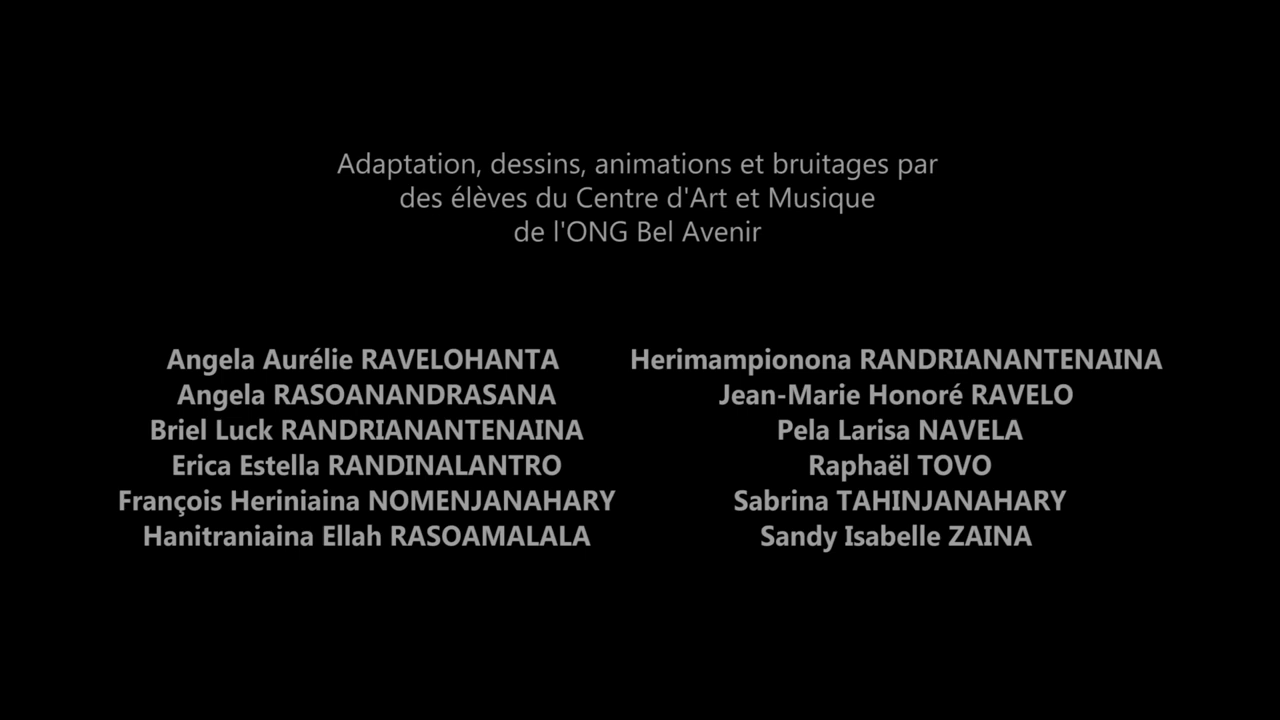 Adaptation, dessins, animations et bruitages par
des élèves du Centre d'Art et Musique
de l'ONG Bel Avenir
Angela Aurélie RAVELOHANTA
Angela RASOANANDRASANA
Briel Luck RANDRIANANTENAINA
Erica Estella RANDINALANTRO
François Heriniaina NOMENJANAHARY
Hanitraniaina Ellah RASOAMALALA
Herimampionona RANDRIANANTENAINA
Jean-Marie Honoré RAVELO
Pela Larisa NAVELA
Raphaël TOVO
Sabrina TAHINJANAHARY
Sandy Isabelle ZAINA